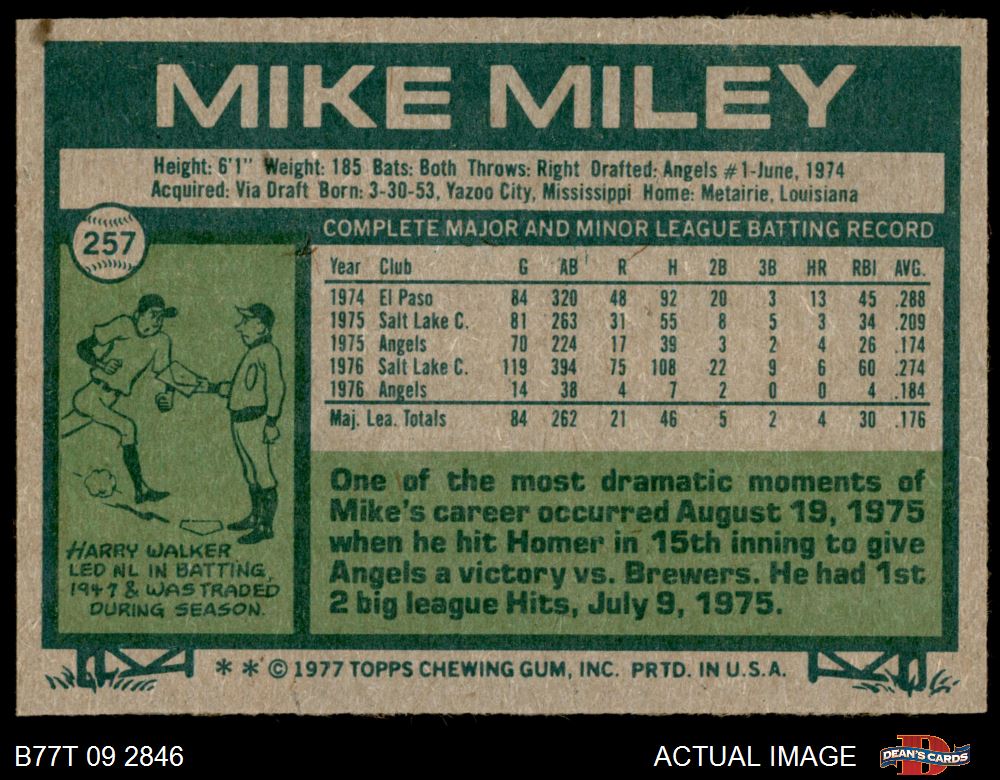 MIKE MILEY
Height: 6'1" Weight: 185 Bats: Both Throws: Right Drafted: Angels #1-June, 1974
Acquired: Via Draft Born: 3-30-53, Yazoo City, Mississippi Home: Metairie, Louisiana
257
COMPLETE MAJOR AND MINOR LEAGUE BATTING RECORD
Year Club G AB R H 2B 3B HR RBI AVG.
1974 El Paso 84 320 48 92 20 3 13 45 .288
1975 Salt Lake C. 81 263 31 55 8 5 3 34 .209
1975 Angels 70 224 17 39 3 2 4 26 .174
1976 Salt Lake C. 119 394 75 108 22 9 6 60 .274
1976 Angels 14 38 4 7 2 0 0 4 .184
Maj. Lea. Totals 84 262 21 46 5 2 4 30 .176
HARRY WALKER
LED NL IN BATTING,
1947 & WAS TRADED
DURING SEASON.
One of the most dramatic moments of
Mike's career occurred August 19, 1975
when he hit Homer in 15th inning to give
Angels a victory vs. Brewers. He had 1st
2 big league Hits, July 9, 1975.
* * © 1977 TOPPS CHEWING GUM, INC. PRTD. IN U.S.A.
B77T 09 2846
ACTUAL IMAGE
DEAN'S CARDS